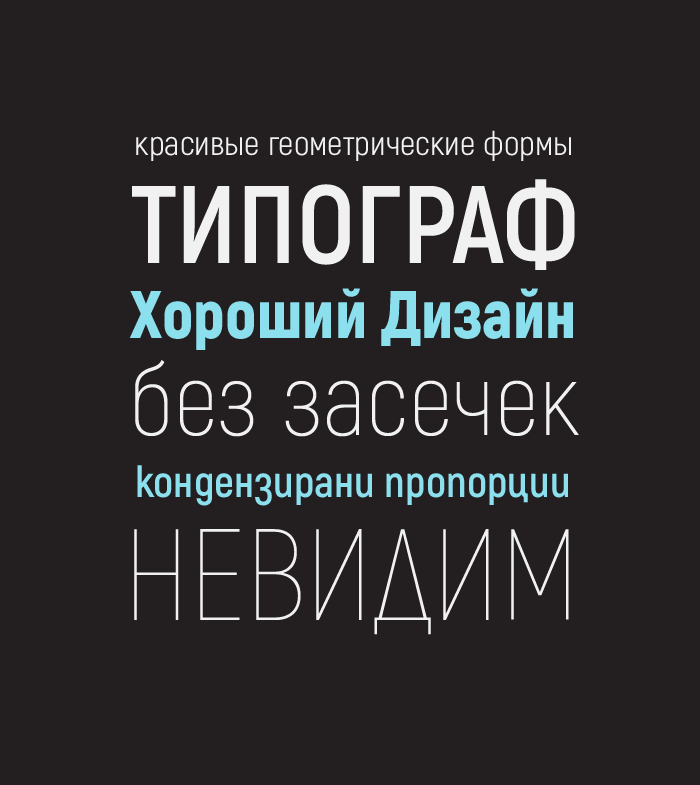 красивые геометрические формы
ТИПОГРАФ
Хороший Дизайн
без засечек
кондензирани пропорции
НЕВИДИМ